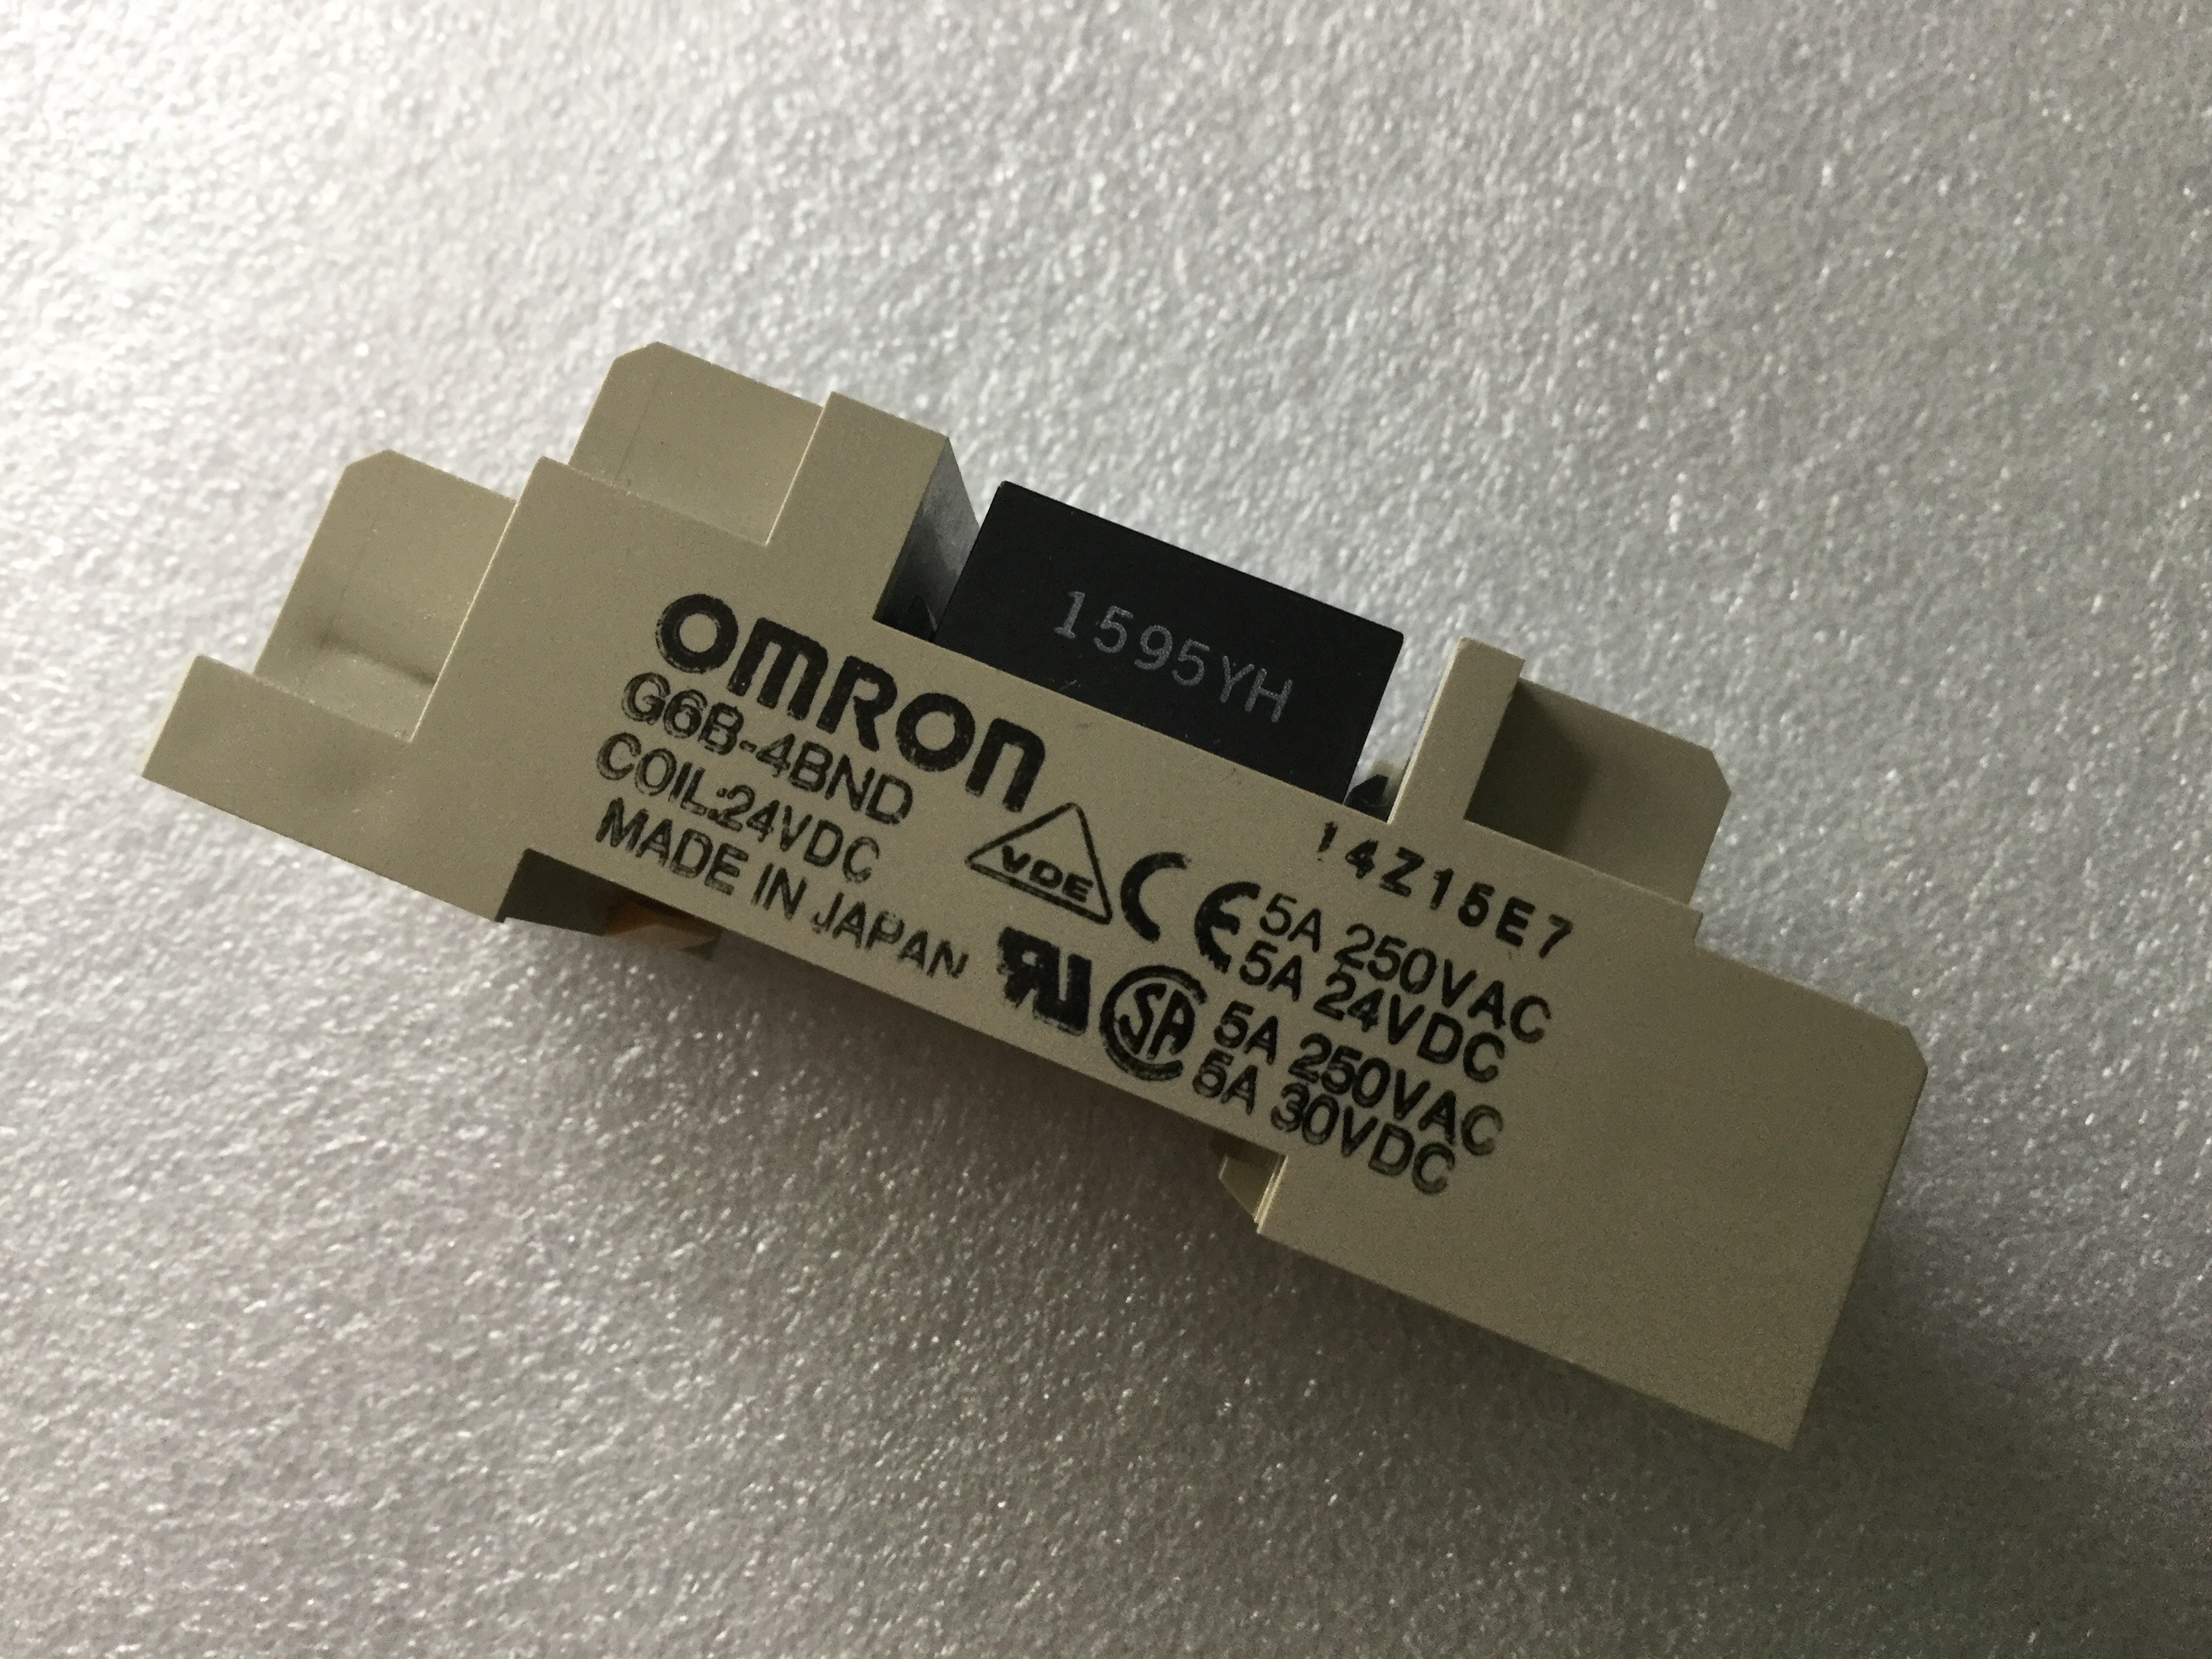 1595YH
OMRON
G6B-4BND
COIL:24VDC
MADE IN JAPAN
VDE
CE
14Z15E7
5A 250VAC
5A 24VDC
RU
SA
5A 250VAC
5A 30VDC